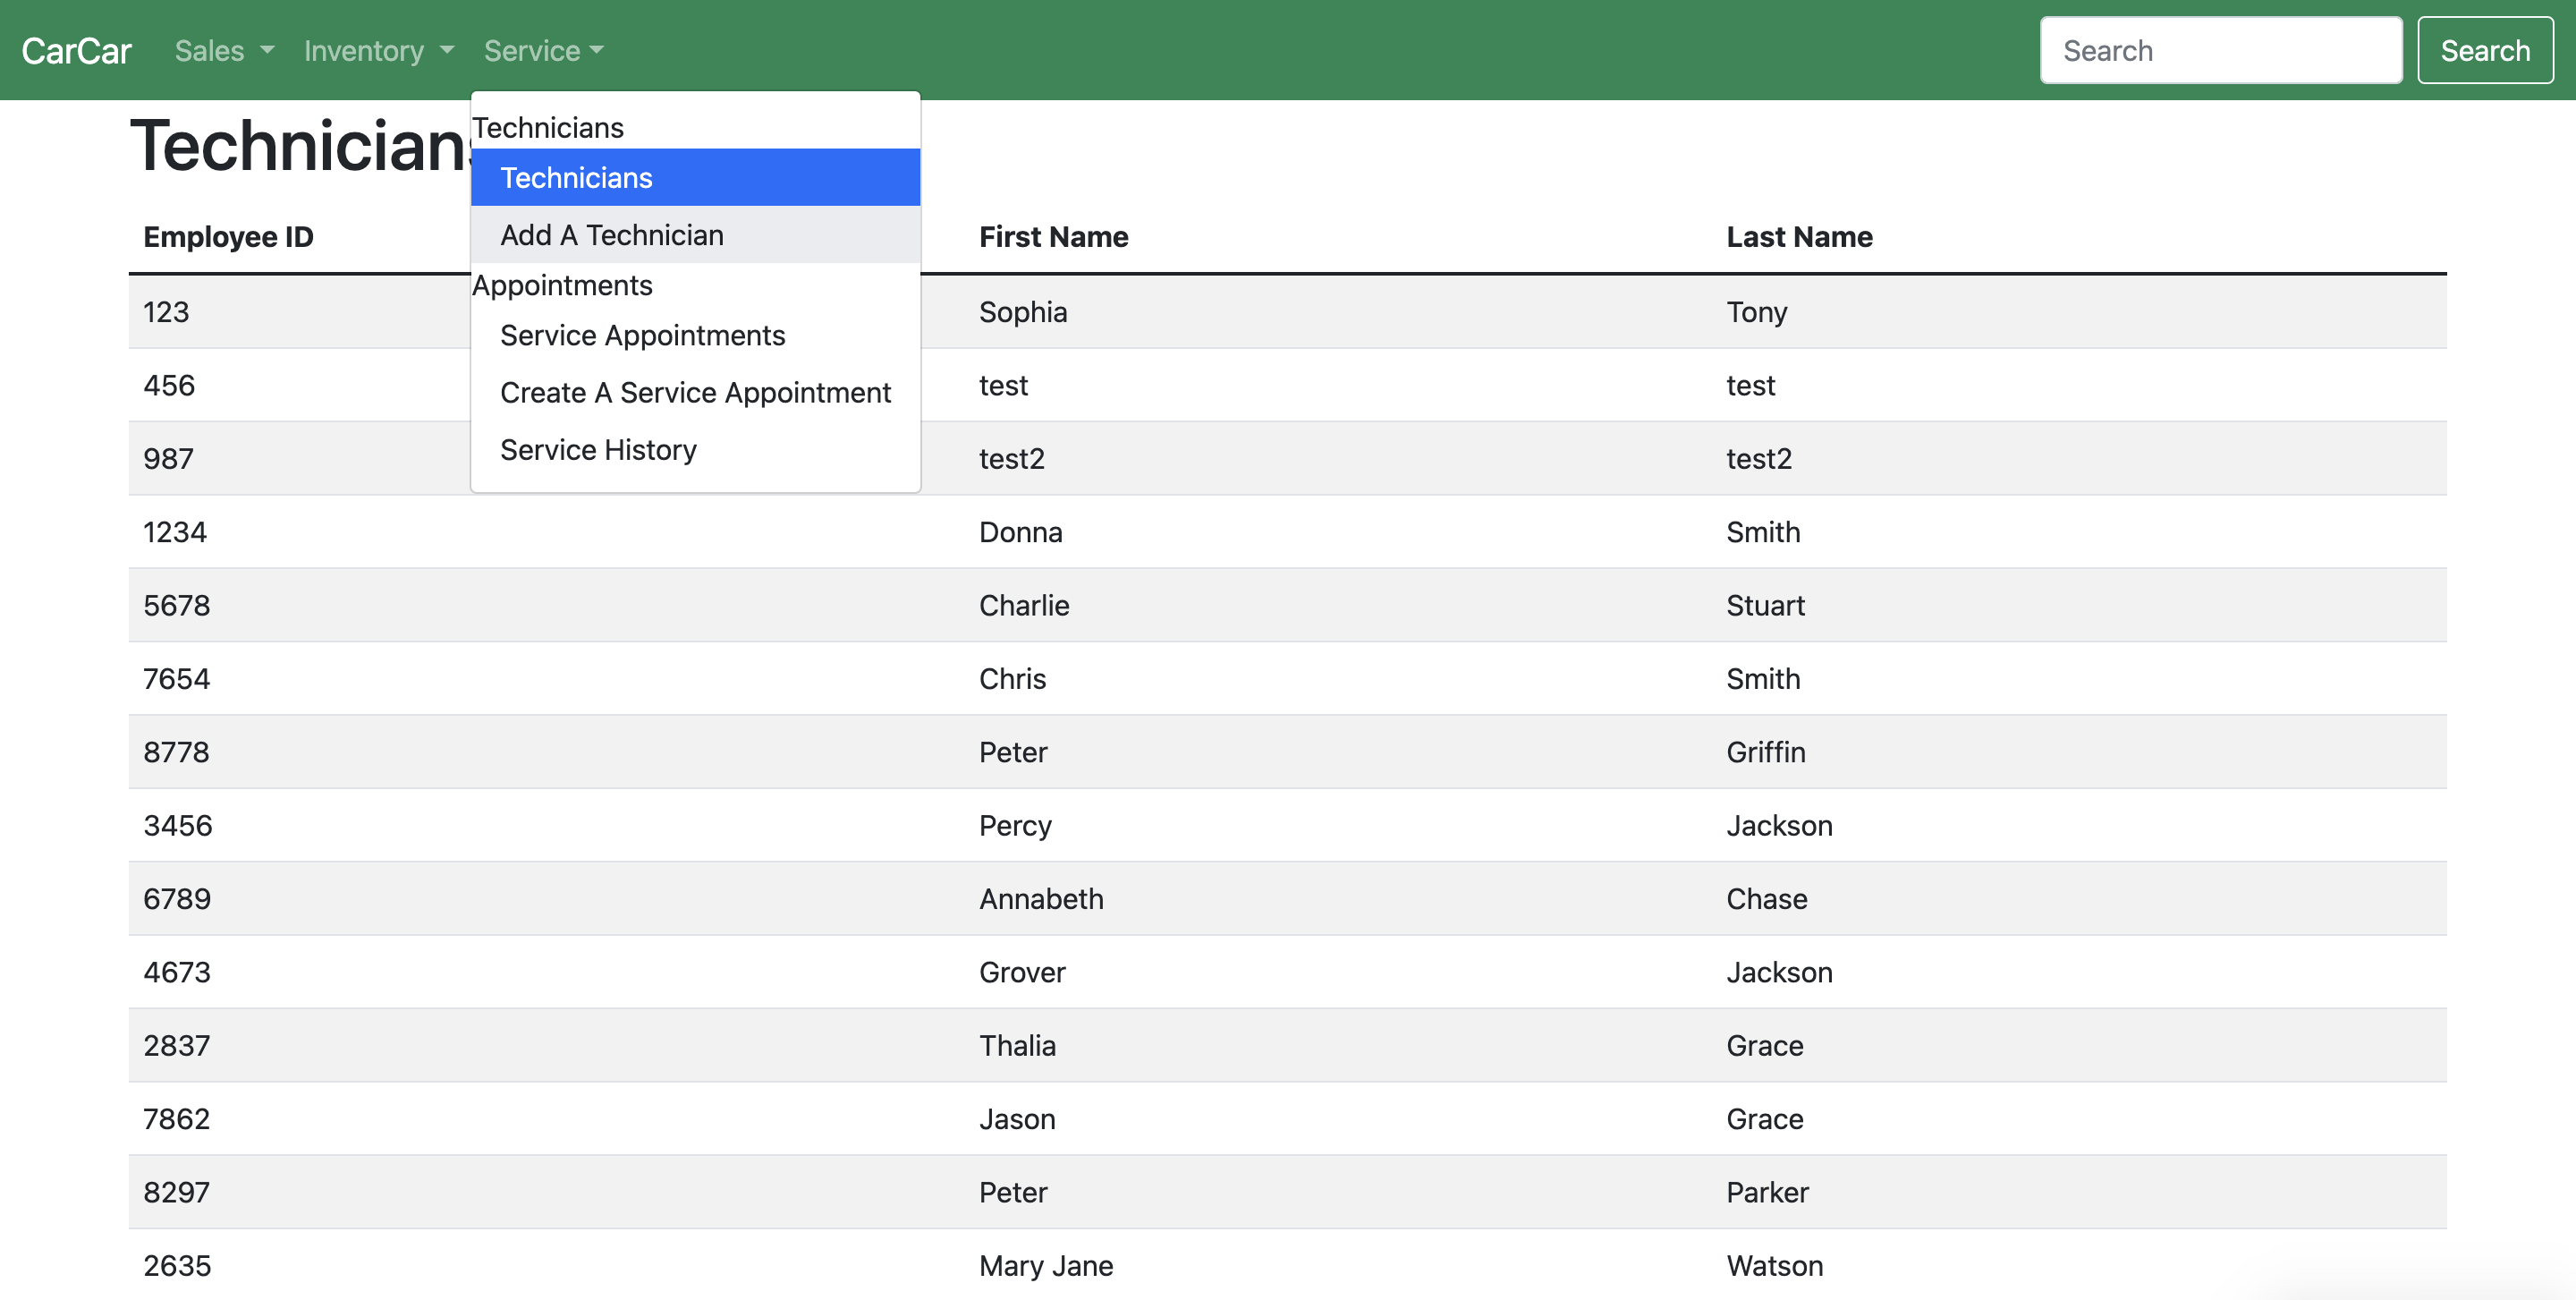 CarCar Sales Inventory Service Search Search
Technicians
Technicians
Technicians
Add A Technician
Appointments
Service Appointments
Create A Service Appointment
Service History
Employee ID First Name Last Name
123 Sophia Tony
456 test test
987 test2 test2
1234 Donna Smith
5678 Charlie Stuart
7654 Chris Smith
8778 Peter Griffin
3456 Percy Jackson
6789 Annabeth Chase
4673 Grover Jackson
2837 Thalia Grace
7862 Jason Grace
8297 Peter Parker
2635 Mary Jane Watson